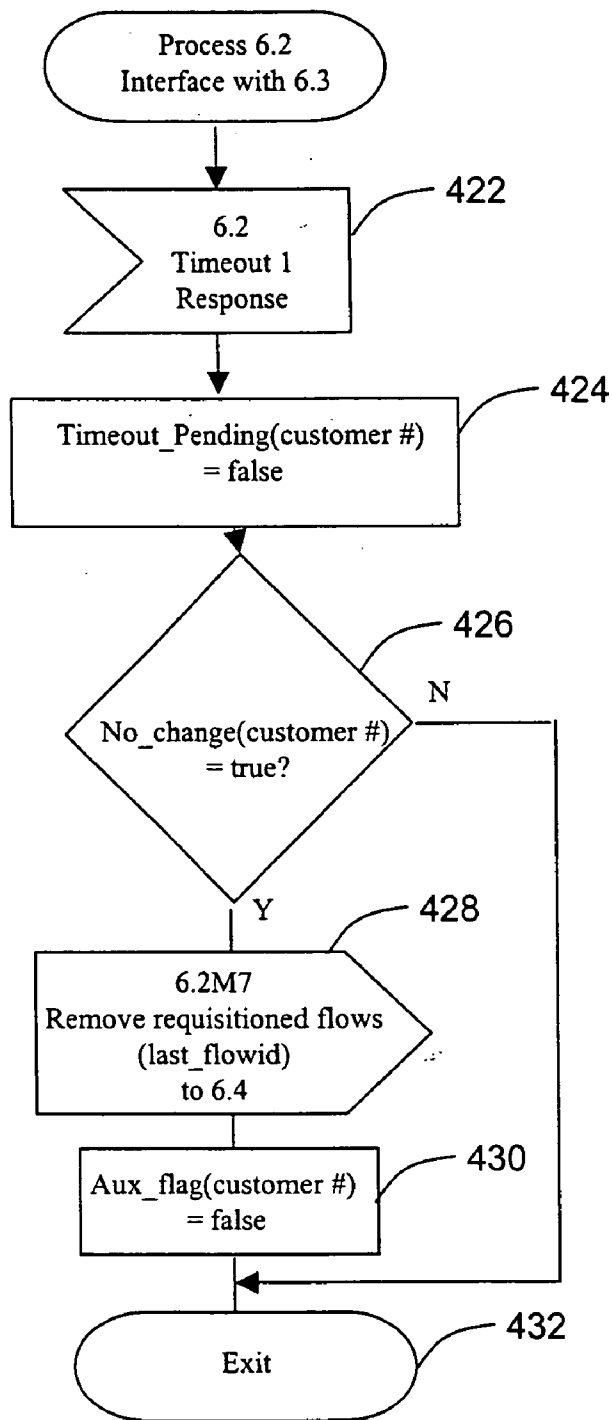 Process 6.2
Interface with 6.3
422
6.2
Timeout 1
Response
424
Timeout_Pending(customer #)
= false
426
N
No_change(customer #)
= true?
Y
428
6.2M7
Remove requisitioned flows
(last_flowid)
to 6.4
430
Aux_flag(customer #)
= false
432
Exit